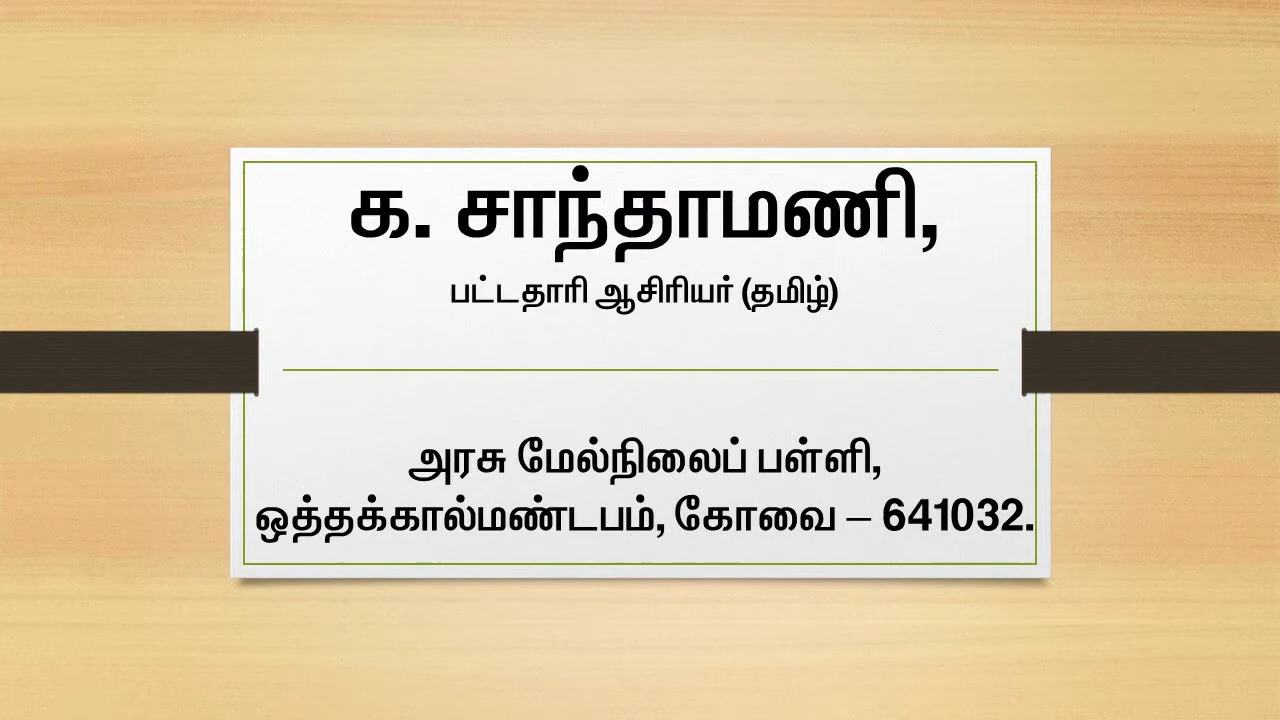 க. சாந்தாமணி,
பட்டதாரி ஆசிரியர் (தமிழ்)
அரசு மேல்நிலைப் பள்ளி,
ஒத்தக்கால்மண்டபம், கோவை – 641032.